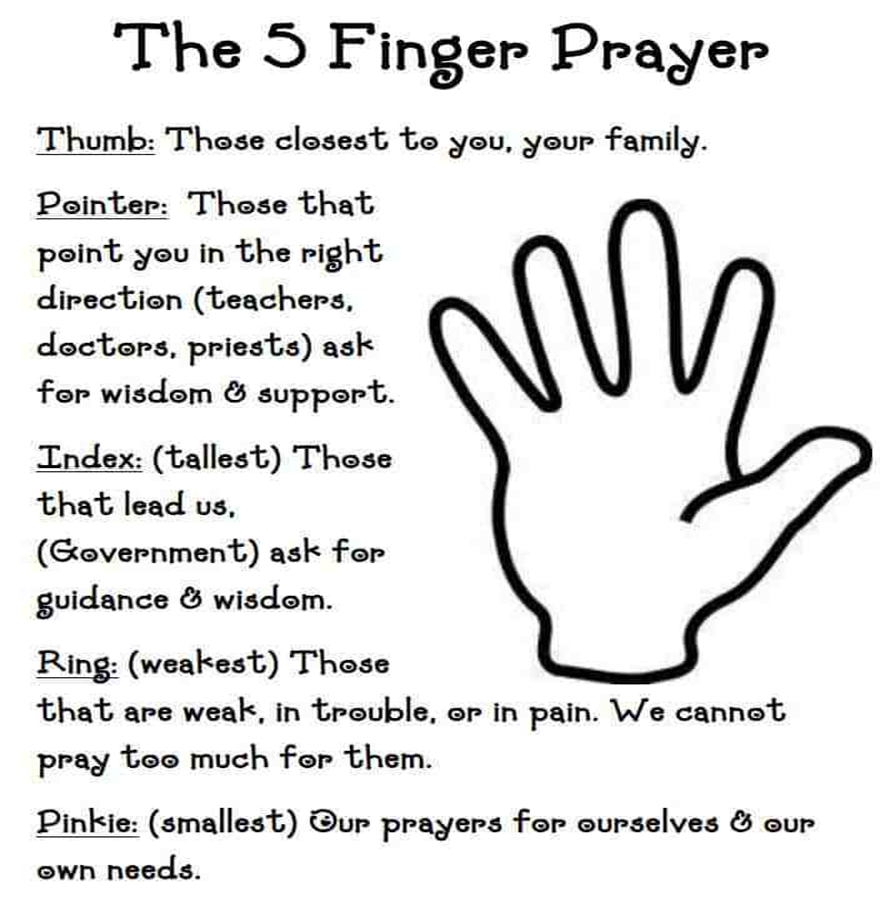 The 5 Finger Prayer
Thumb: Those closest to you, your family.
Pointer: Those that
point you in the right
direction (teachers,
doctors, priests) ask
for wisdom & support.
Index: (tallest) Those
that lead us,
(Government) ask for
guidance & wisdom.
Ring: (weakest) Those
that are weak, in trouble, or in pain. We cannot
pray too much for them.
Pinkie: (smallest) Our prayers for ourselves & our
own needs.